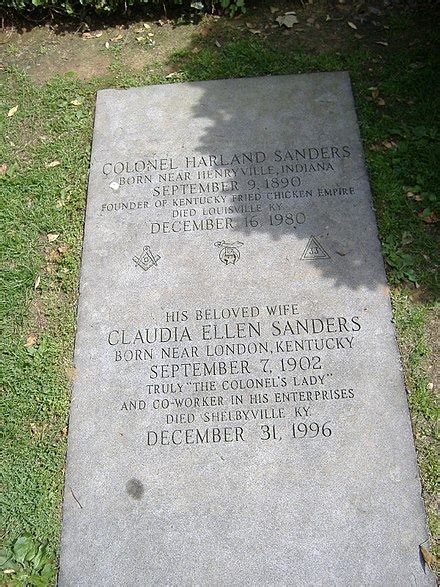 COLONEL HARLAND SANDERS
BORN NEAR HENRYVILLE, INDIANA
SEPTEMBER 9, 1890
FOUNDER OF KENTUCKY FRIED CHICKEN EMPIRE
DIED LOUISVILLE KY.
DECEMBER 16, 1980
G
33
HIS BELOVED WIFE
CLAUDIA ELLEN SANDERS
BORN NEAR LONDON, KENTUCKY
SEPTEMBER 7, 1902
TRULY "THE COLONEL'S LADY"
AND CO-WORKER IN HIS ENTERPRISES
DIED SHELBYVILLE KY.
DECEMBER 31, 1996